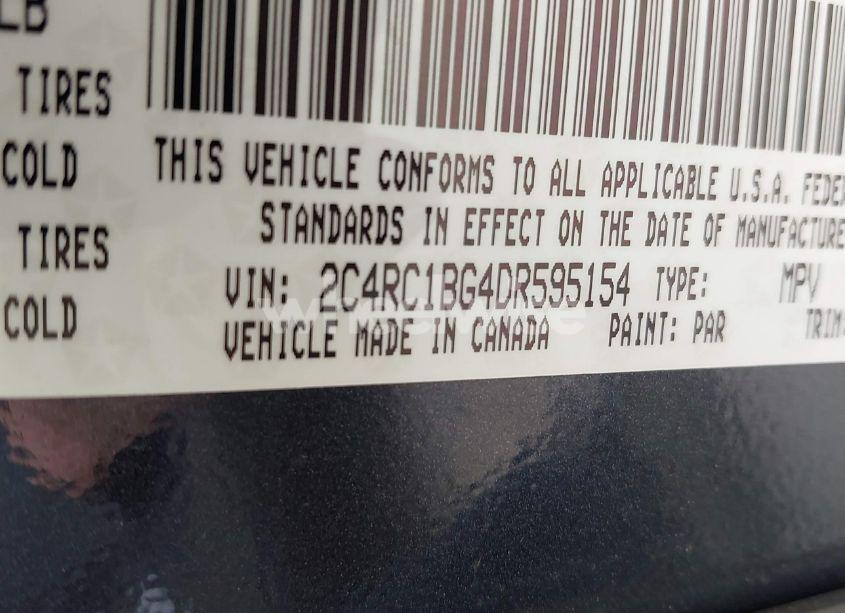 LB
TIRES
COLD
TIRES
COLD
THIS VEHICLE CONFORMS TO ALL APPLICABLE U.S.A. FEDER
STANDARDS IN EFFECT ON THE DATE OF MANUFACTURE
VIN: 2C4RC1BG4DR595154 TYPE: MPV
VEHICLE MADE IN CANADA PAINT: PAR TRIM: